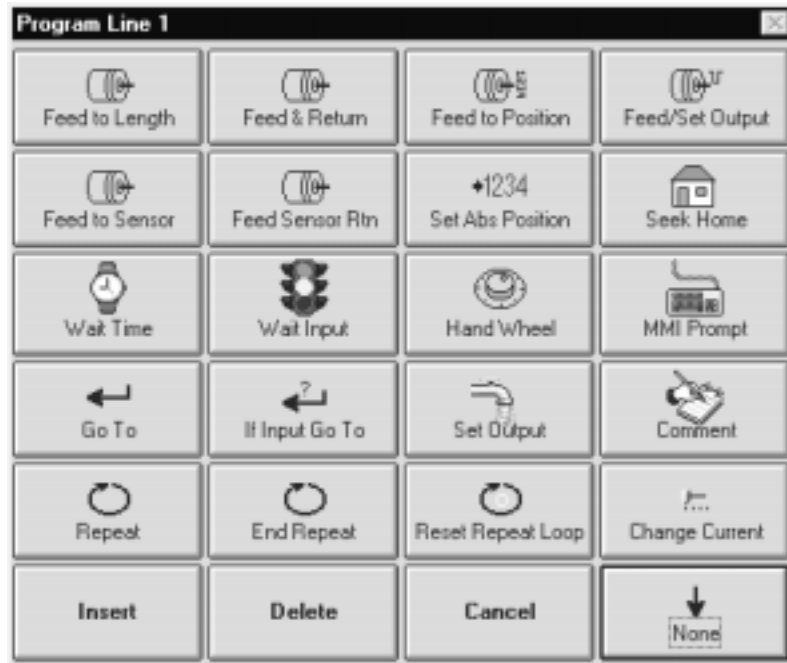 Program Line 1
Feed to Length
Feed & Return
Feed to Position
Feed/Set Output
Feed to Sensor
Feed Sensor Rtn
1234
Set Abs Position
Seek Home
Wait Time
Wait Input
Hand Wheel
MMI Prompt
Go To
?
If Input Go To
Set Output
Comment
Repeat
End Repeat
Reset Repeat Loop
Change Current
Insert
Delete
Cancel
None